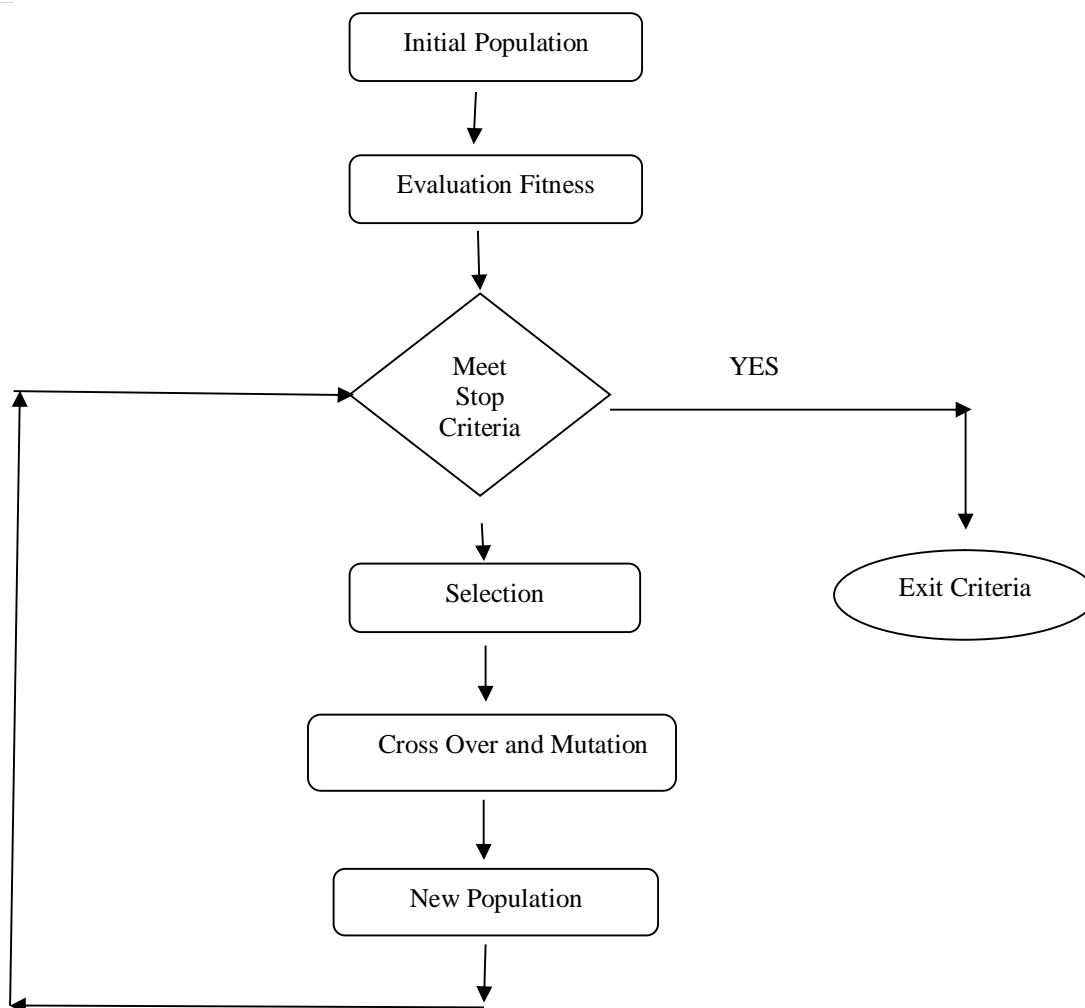 Initial Population
Evaluation Fitness
Meet
Stop
Criteria
YES
Selection
Exit Criteria
Cross Over and Mutation
New Population